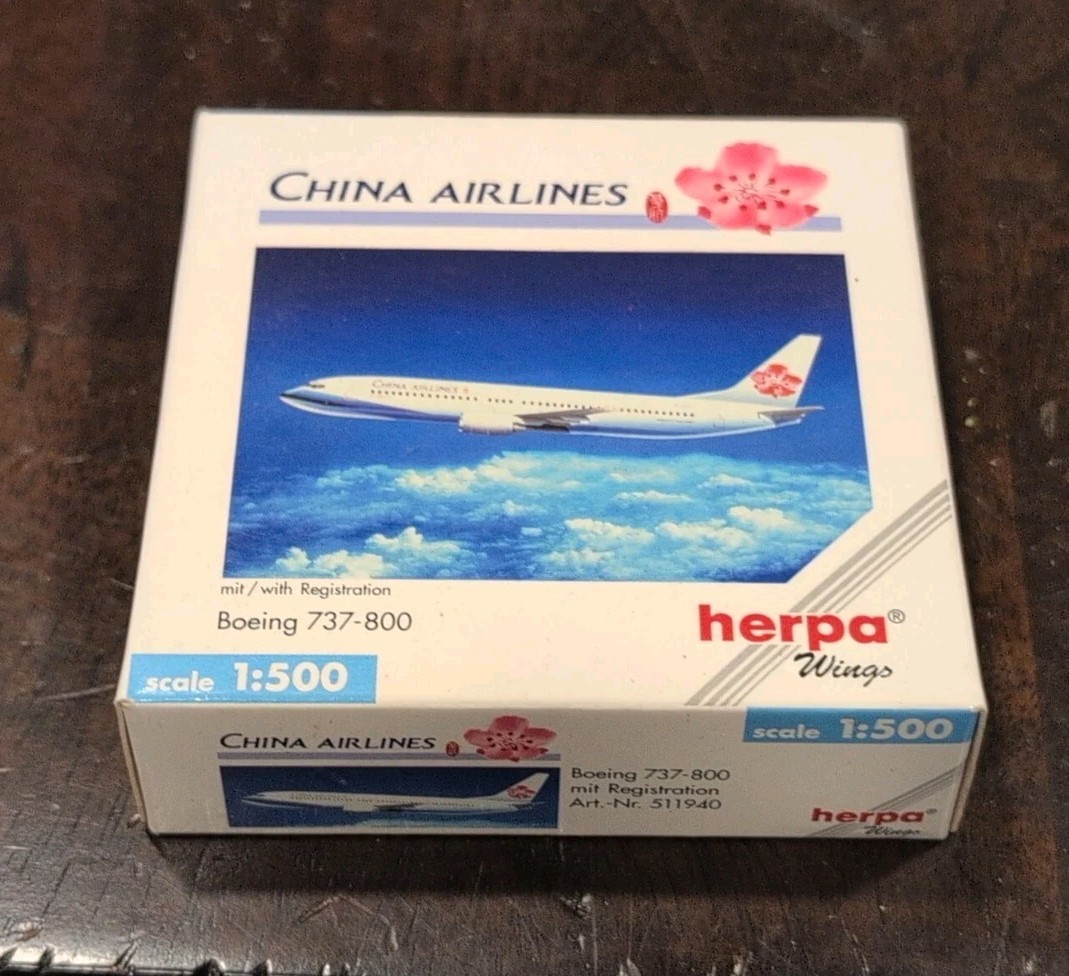 CHINA AIRLINES
CHINA AIRLINES
mit / with Registration
Boeing 737-800
herpa®
Wings
scale 1:500
scale 1:500
CHINA AIRLINES
Boeing 737-800
mit Registration
Art.-Nr. 511940
herpa®
Wings